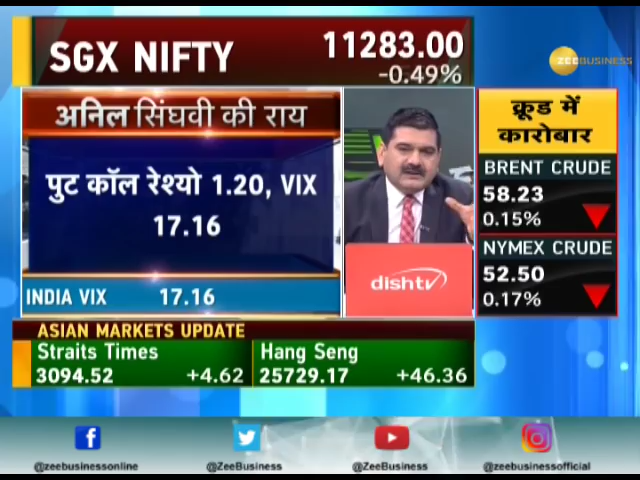 SGX NIFTY
11283.00
-0.49%
ZEE BUSINESS
अनिल सिंघवी की राय
पुट कॉल रेश्यो 1.20, VIX
17.16
INDIA VIX 17.16
dishtv
क्रूड में
कारोबार
BRENT CRUDE
58.23
0.15%
NYMEX CRUDE
52.50
0.17%
ASIAN MARKETS UPDATE
Straits Times
3094.52 +4.62
Hang Seng
25729.17 +46.36
@zeebusinessonline
@ZeeBusiness
@ZeeBusiness
@zeebusinessofficial